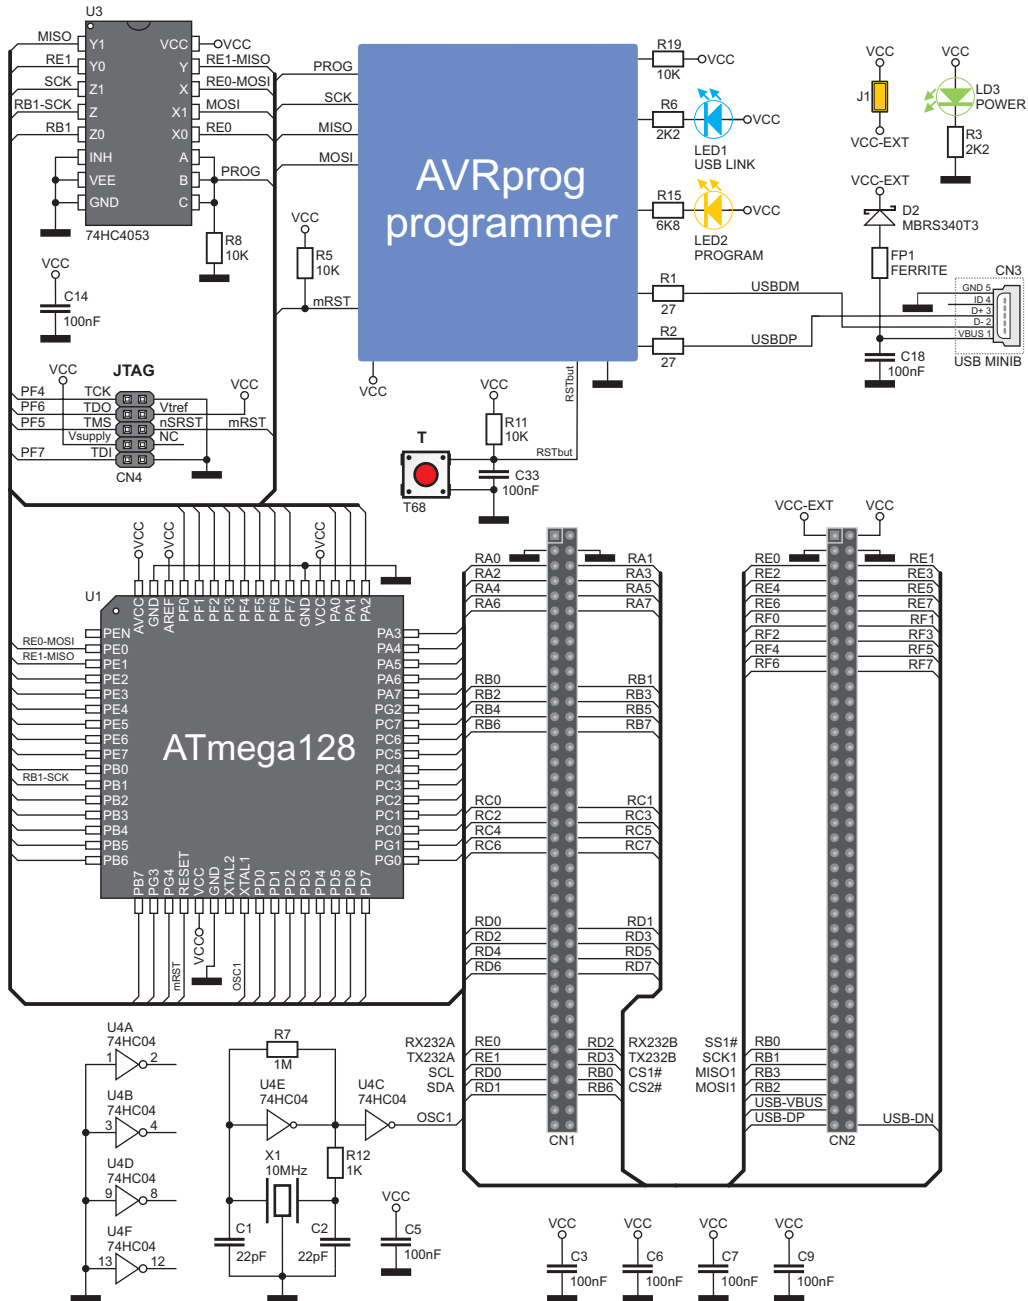 U3
MISO Y1 VCC VCC
RE1 Y0 Y RE1-MISO
SCK Z1 X RE0-MOSI
RB1-SCK Z X1 MOSI
RB1 Z0 X0 RE0
INH A
VEE B PROG
GND C
74HC4053
R8
10K
VCC
C14
100nF
PROG
SCK
MISO
MOSI
VCC
R5
10K
mRST
AVRprog
programmer
VCC
R19
10K
VCC
R6
2K2
VCC
LED1
USB LINK
R15
6K8
VCC
LED2
PROGRAM
R1
27
USBDM
R2
27
USBDP
VCC
J1
VCC-EXT
VCC
LD3
POWER
R3
2K2
VCC-EXT
D2
MBRS340T3
FP1
FERRITE
CN3
GND 5
ID 4
D+ 3
D- 2
VBUS 1
USB MINIB
C18
100nF
VCC
JTAG
VCC
PF4 TCK
PF6 TDO Vtref
PF5 TMS nSRST mRST
Vsupply NC
PF7 TDI
CN4
VCC
R11
10K
RSTbut
RSTbut
T
T68
C33
100nF
VCC
VCC
VCC
U1
AVCC
GND
AREF
PF0
PF1
PF2
PF3
PF4
PF5
PF6
PF7
GND
VCC
PA0
PA1
PA2
PEN
RE0-MOSI PE0
RE1-MISO PE1
PE2
PE3
PE4
PE5
PE6
PE7
PB0
RB1-SCK PB1
PB2
PB3
PB4
PB5
PB6
ATmega128
PA3
PA4
PA5
PA6
PA7
PG2
PC7
PC6
PC5
PC4
PC3
PC2
PC1
PC0
PG1
PG0
PB7
PG3
PG4
RESET
VCC
GND
XTAL2
XTAL1
PD0
PD1
PD2
PD3
PD4
PD5
PD6
PD7
mRST
VCC
OSC1
RA0 RA1
RA2 RA3
RA4 RA5
RA6 RA7
RB0 RB1
RB2 RB3
RB4 RB5
RB6 RB7
RC0 RC1
RC2 RC3
RC4 RC5
RC6 RC7
RD0 RD1
RD2 RD3
RD4 RD5
RD6 RD7
RX232A RE0 RD2 RX232B
TX232A RE1 RD3 TX232B
SCL RD0 RB0 CS1#
SDA RD1 RB6 CS2#
CN1
VCC-EXT VCC
RE0 RE1
RE2 RE3
RE4 RE5
RE6 RE7
RF0 RF1
RF2 RF3
RF4 RF5
RF6 RF7
SS1# RB0
SCK1 RB1
MISO1 RB3
MOSI1 RB2
USB-VBUS
USB-DP USB-DN
CN2
U4A
74HC04
1 2
U4B
74HC04
3 4
U4D
74HC04
9 8
U4F
74HC04
13 12
R7
1M
U4E
74HC04
U4C
74HC04
OSC1
X1
10MHz
R12
1K
C1
22pF
C2
22pF
VCC
C5
100nF
VCC
C3
100nF
VCC
C6
100nF
VCC
C7
100nF
VCC
C9
100nF